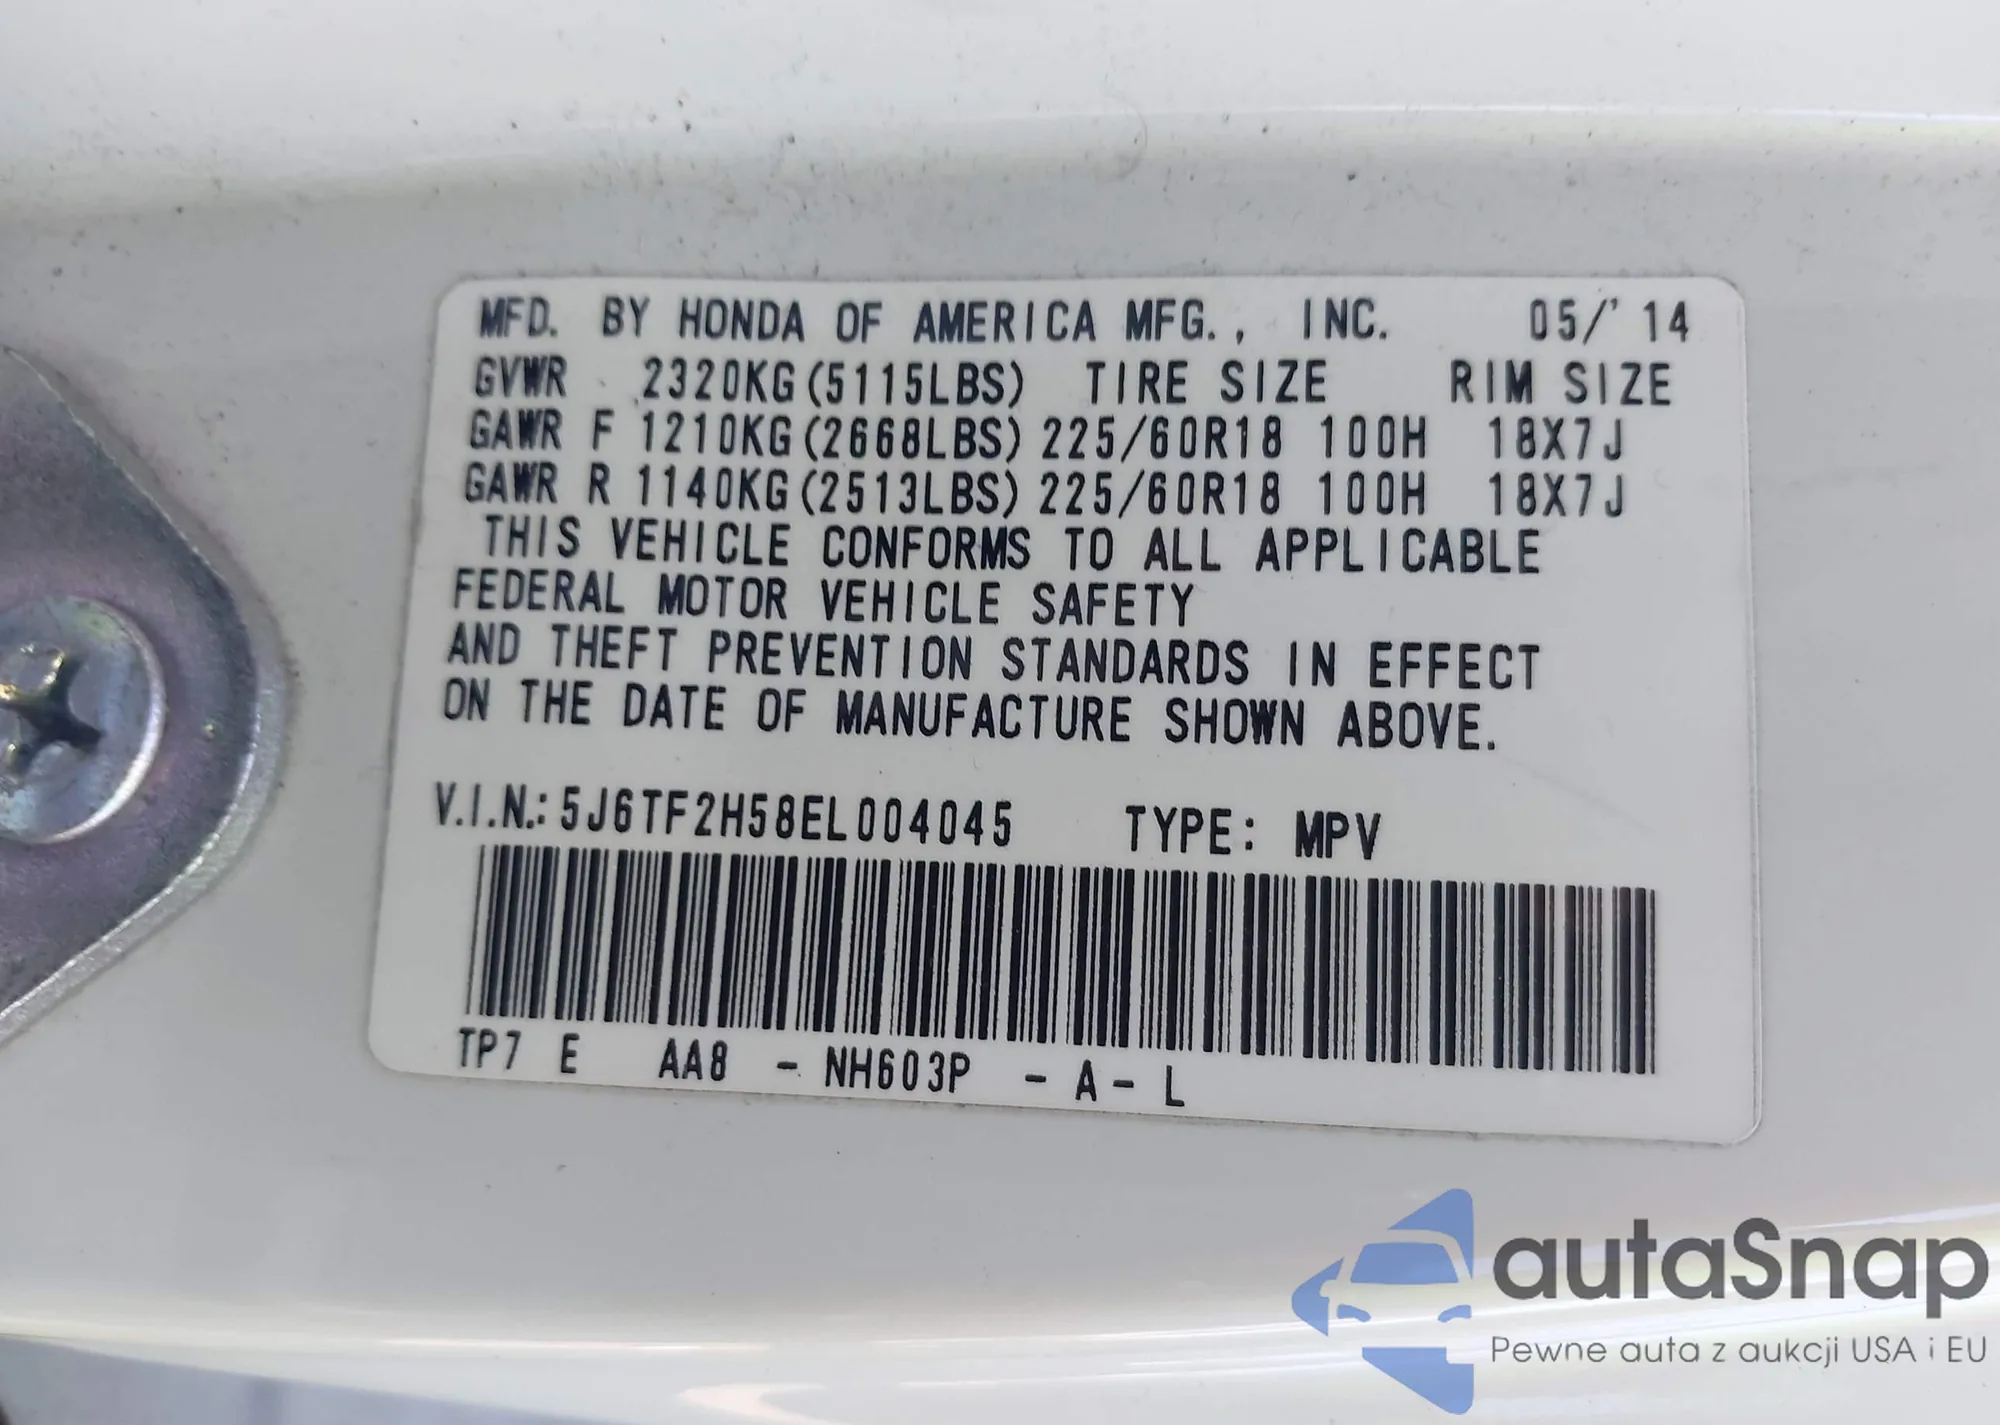 MFD. BY HONDA OF AMERICA MFG., INC. 05/'14
GVWR 2320KG(5115LBS) TIRE SIZE RIM SIZE
GAWR F 1210KG(2668LBS) 225/60R18 100H 18X7J
GAWR R 1140KG(2513LBS) 225/60R18 100H 18X7J
THIS VEHICLE CONFORMS TO ALL APPLICABLE
FEDERAL MOTOR VEHICLE SAFETY
AND THEFT PREVENTION STANDARDS IN EFFECT
ON THE DATE OF MANUFACTURE SHOWN ABOVE.
V.I.N.: 5J6TF2H58EL004045 TYPE: MPV
TP7 E AA8 - NH603P - A - L
autaSnap
Pewne auta z aukcji USA i EU